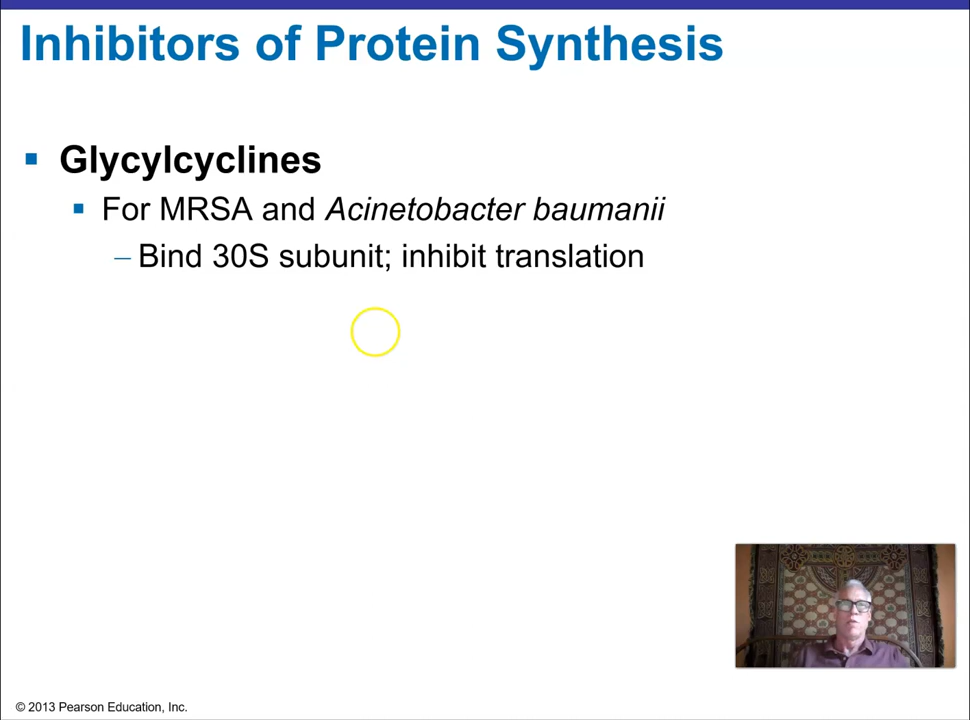 Inhibitors of Protein Synthesis
Glycylcyclines
For MRSA and Acinetobacter baumanii
– Bind 30S subunit; inhibit translation
© 2013 Pearson Education, Inc.